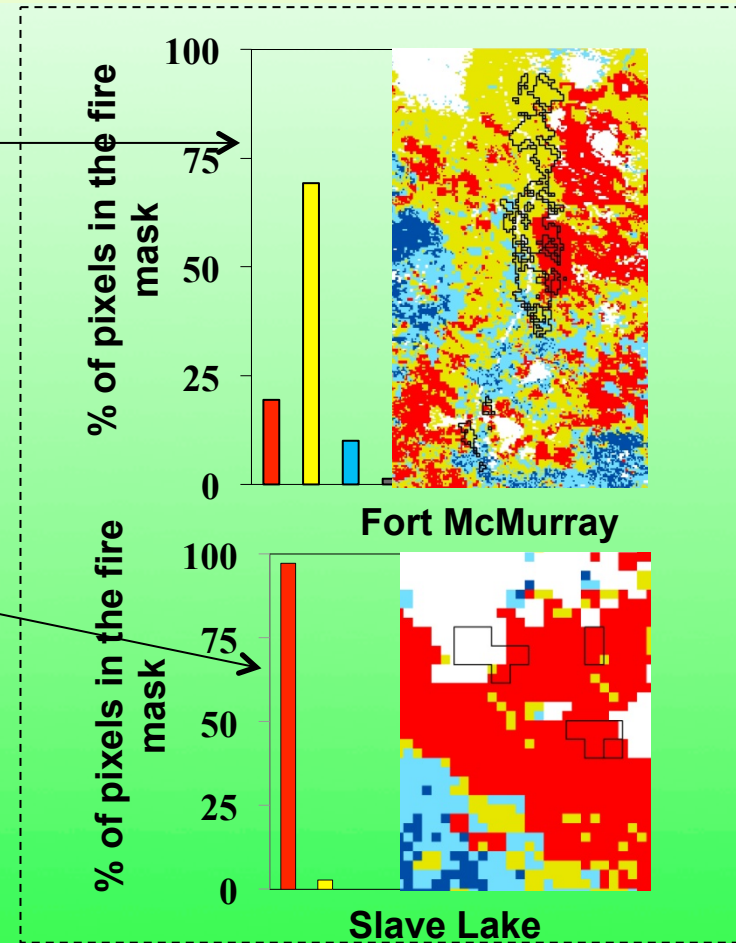 % of pixels in the fire
mask
100
75
50
25
0
Fort McMurray
% of pixels in the fire
mask
100
75
50
25
0
Slave Lake